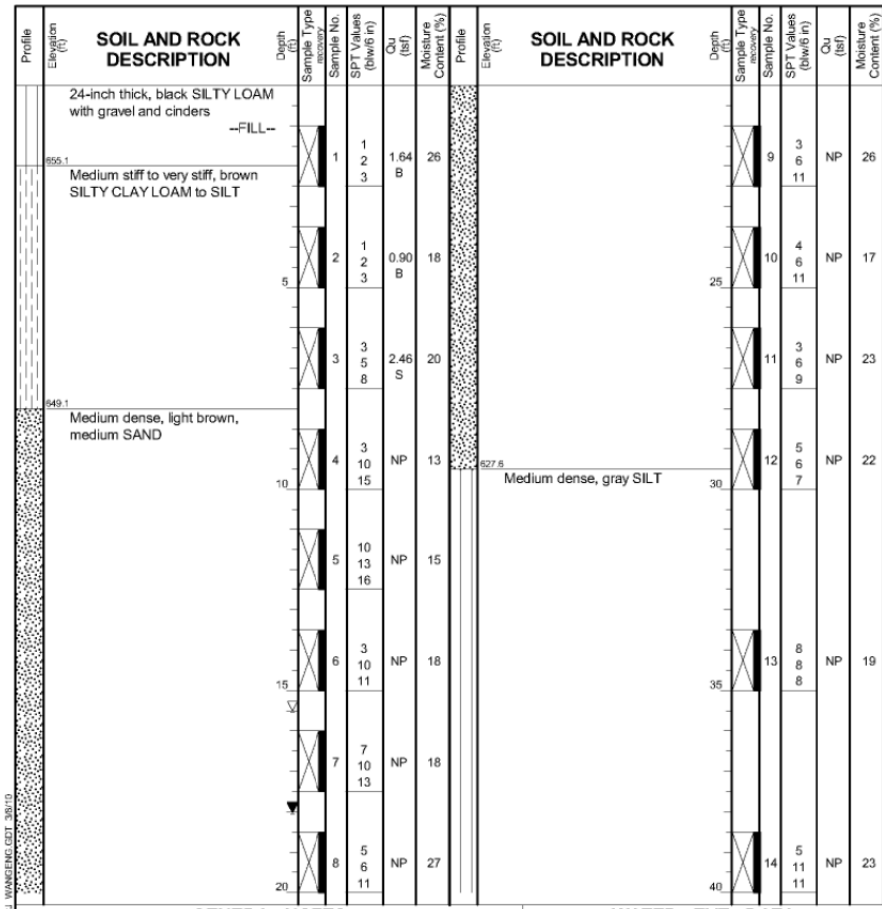 Profile
Elevation (ft)
SOIL AND ROCK DESCRIPTION
Depth (ft)
Sample Type recovery
Sample No.
SPT Values (blw/6 in)
Qu (tsf)
Moisture Content (%)
24-inch thick, black SILTY LOAM
with gravel and cinders
--FILL--
1
1
2
3
1.64
B
26
655.1
Medium stiff to very stiff, brown
SILTY CLAY LOAM to SILT
2
1
2
3
0.90
B
18
5
3
3
5
8
2.46
S
20
649.1
Medium dense, light brown,
medium SAND
4
3
10
15
NP
13
10
5
10
13
16
NP
15
6
3
10
11
NP
18
15
7
7
10
13
NP
18
8
5
6
11
NP
27
20
Profile
Elevation (ft)
SOIL AND ROCK DESCRIPTION
Depth (ft)
Sample Type recovery
Sample No.
SPT Values (blw/6 in)
Qu (tsf)
Moisture Content (%)
9
3
6
11
NP
26
10
4
6
11
NP
17
25
11
3
6
9
NP
23
12
5
6
7
NP
22
627.6
Medium dense, gray SILT
30
13
8
8
8
NP
19
35
14
5
11
11
NP
23
40
WANGENG.GDT 3/8/10